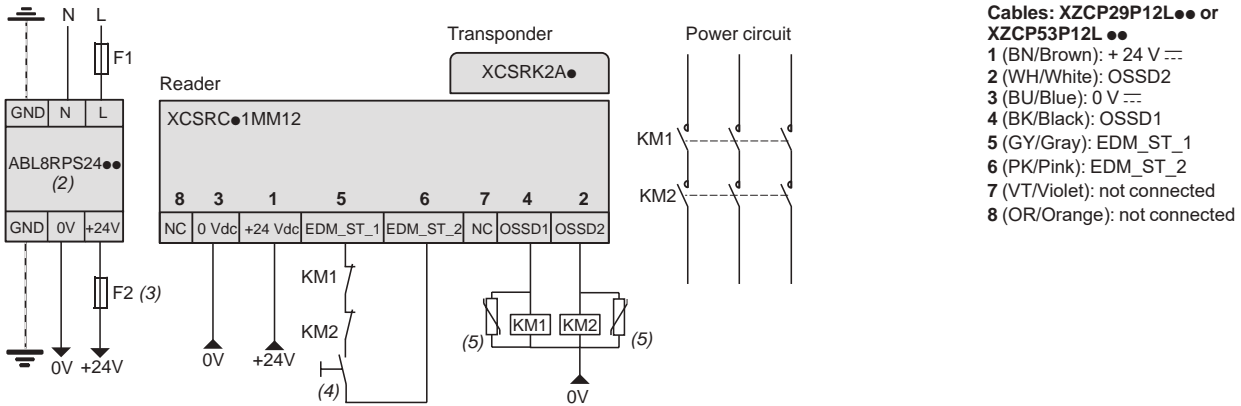 N L
F1
GND N L
ABL8RPS24●●
(2)
GND 0V +24V
F2 (3)
0V +24V
Transponder
XCSRK2A●
Reader
XCSRC●1MM12
8 3 1 5 6 7 4 2
NC 0 Vdc +24 Vdc EDM_ST_1 EDM_ST_2 NC OSSD1 OSSD2
KM1
KM2
(4)
0V +24V
KM1 KM2
(5) (5)
0V
Power circuit
KM1
KM2
Cables: XZCP29P12L●● or
XZCP53P12L ●●
1 (BN/Brown): + 24 V ⎓
2 (WH/White): OSSD2
3 (BU/Blue): 0 V ⎓
4 (BK/Black): OSSD1
5 (GY/Gray): EDM_ST_1
6 (PK/Pink): EDM_ST_2
7 (VT/Violet): not connected
8 (OR/Orange): not connected